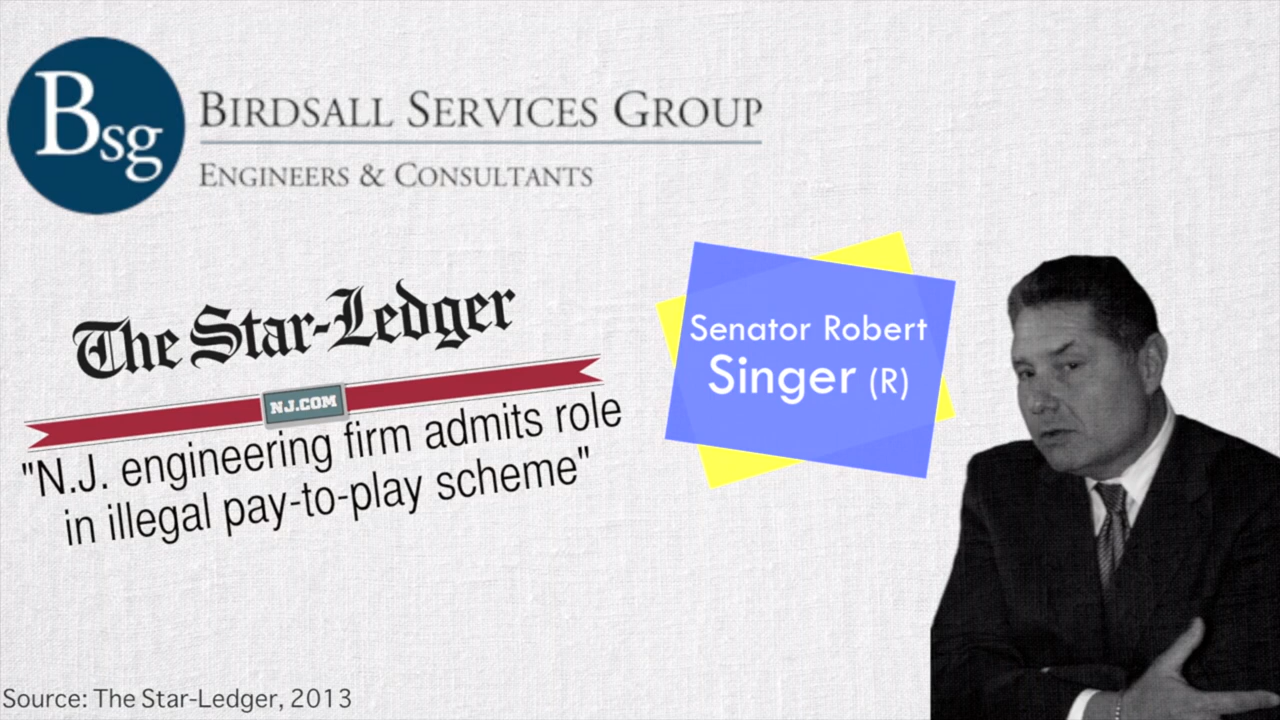 Bsg
BIRDSALL SERVICES GROUP
ENGINEERS & CONSULTANTS
The Star-Ledger
NJ.COM
"N.J. engineering firm admits role
in illegal pay-to-play scheme"
Senator Robert
Singer (R)
Source: The Star-Ledger, 2013